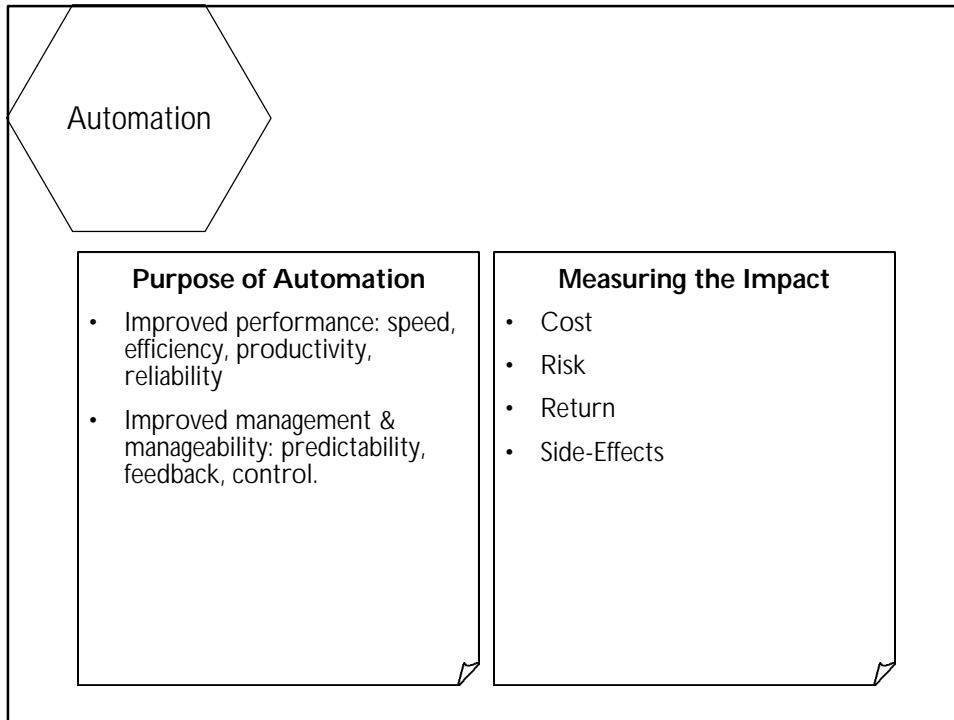 Automation
Purpose of Automation
• Improved performance: speed,
efficiency, productivity,
reliability
• Improved management &
manageability: predictability,
feedback, control.
Measuring the Impact
• Cost
• Risk
• Return
• Side-Effects